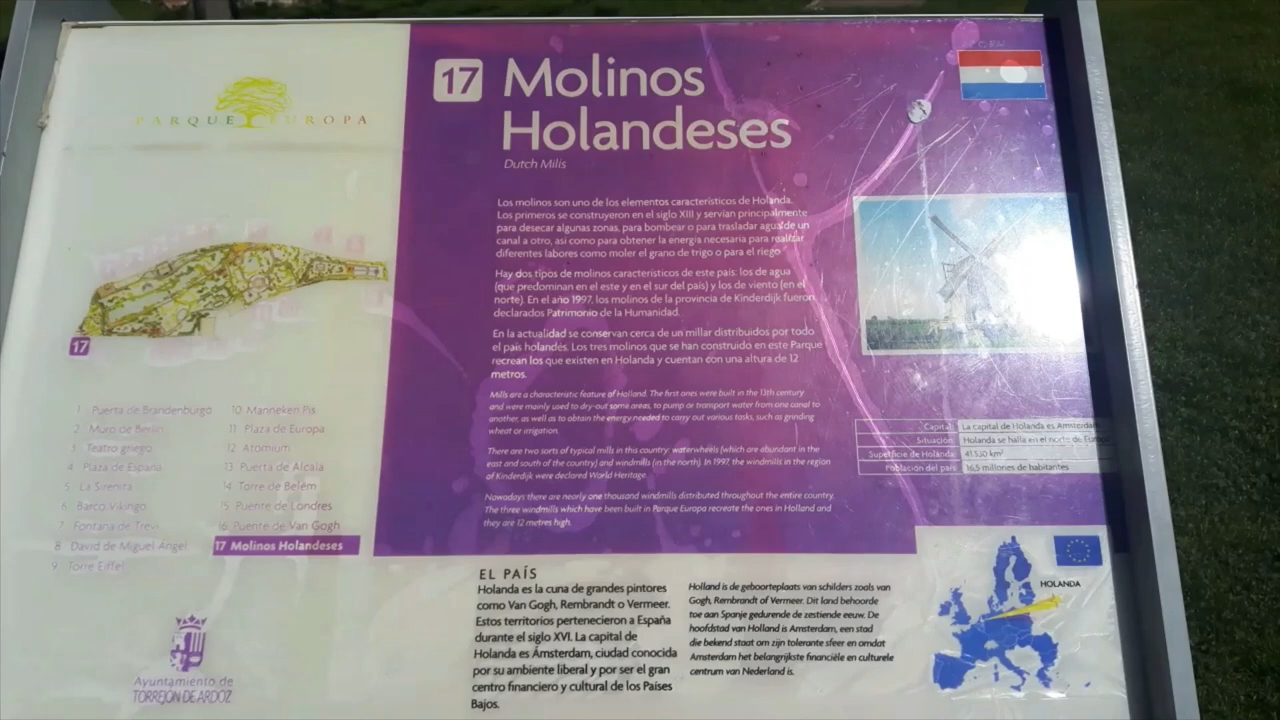 PARQUE EUROPA
17
1 Puerta de Brandenburgo
2 Muro de Berlin
3 Teatro griego
4 Plaza de España
5 La Sirenita
6 Barco Vikingo
7 Fontana de Trevi
8 David de Miguel Angel
9 Torre Eiffel
10 Manneken Pis
11 Plaza de Europa
12 Atomium
13 Puerta de Alcala
14 Torre de Belém
15 Puente de Londres
16 Puente de Van Gogh
17 Molinos Holandeses
Ayuntamiento de
TORREJÓN DE ARDOZ
17 Molinos
Holandeses
Dutch Mills
Los molinos son uno de los elementos característicos de Holanda.
Los primeros se construyeron en el siglo XIII y servían principalmente
para desecar algunas zonas, para bombear o para trasladar agua de un
canal a otro, así como para obtener la energía necesaria para realizar
diferentes labores como moler el grano de trigo o para el riego
Hay dos tipos de molinos característicos de este país: los de agua
(que predominan en el este y en el sur del país) y los de viento (en el
norte). En el año 1997, los molinos de la provincia de Kinderdijk fueron
declarados Patrimonio de la Humanidad.
En la actualidad se conservan cerca de un millar distribuidos por todo
el país holandés. Los tres molinos que se han construido en este Parque
recrean los que existen en Holanda y cuentan con una altura de 12
metros.
Mills are a characteristic feature of Holland. The first ones were built in the 13th century
and were mainly used to dry-out some areas, to pump or transport water from one canal to
another, as well as to obtain the energy needed to carry out various tasks, such as grinding
wheat or irrigation.
There are two sorts of typical mills in this country: waterwheels (which are abundant in the
east and south of the country) and windmills (in the north). In 1997, the windmills in the region
of Kinderdijk were declared World Heritage.
Nowadays there are nearly one thousand windmills distributed throughout the entire country.
The three windmills which have been built in Parque Europa recreate the ones in Holland and
they are 12 metres high.
Capital: La capital de Holanda es Amsterdam
Situación: Holanda se halla en el norte de Europa
Superficie de Holanda: 41.530 km²
Población del país: 16,5 millones de habitantes
EL PAÍS
Holanda es la cuna de grandes pintores
como Van Gogh, Rembrandt o Vermeer.
Estos territorios pertenecieron a España
durante el siglo XVI. La capital de
Holanda es Ámsterdam, ciudad conocida
por su ambiente liberal y por ser el gran
centro financiero y cultural de los Países
Bajos.
Holland is de geboorteplaats van schilders zoals van
Gogh, Rembrandt of Vermeer. Dit land behoorde
toe aan Spanje gedurende de zestiende eeuw. De
hoofdstad van Holland is Amsterdam, een stad
die bekend staat om zijn tolerante sfeer en omdat
Amsterdam het belangrijkste financiële en culturele
centrum van Nederland is.
HOLANDA